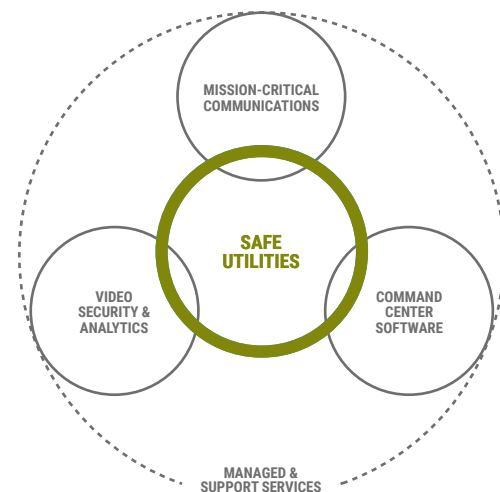 MISSION-CRITICAL
COMMUNICATIONS
SAFE
UTILITIES
VIDEO
SECURITY &
ANALYTICS
COMMAND
CENTER
SOFTWARE
MANAGED &
SUPPORT SERVICES